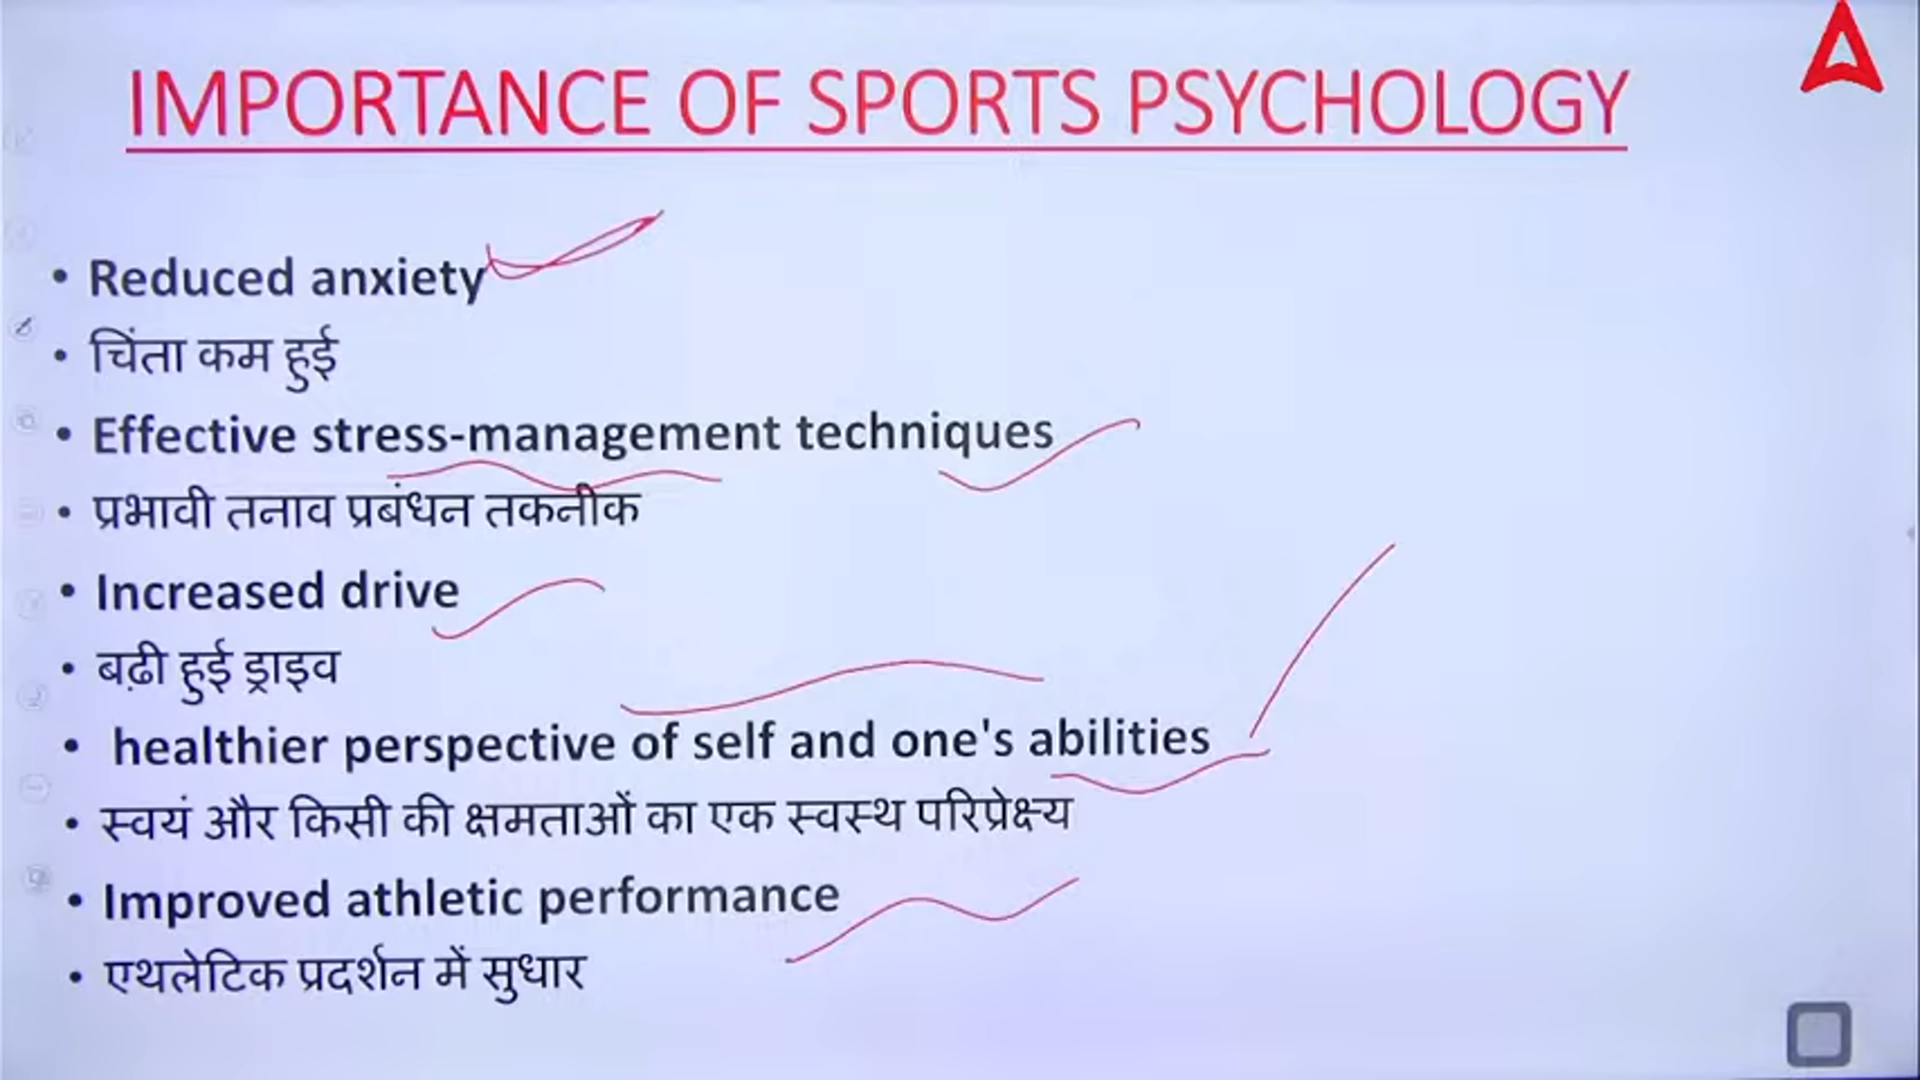 IMPORTANCE OF SPORTS PSYCHOLOGY
• Reduced anxiety
• चिंता कम हुई
• Effective stress-management techniques
• प्रभावी तनाव प्रबंधन तकनीक
• Increased drive
• बढ़ी हुई ड्राइव
• healthier perspective of self and one's abilities
• स्वयं और किसी की क्षमताओं का एक स्वस्थ परिप्रेक्ष्य
• Improved athletic performance
• एथलेटिक प्रदर्शन में सुधार